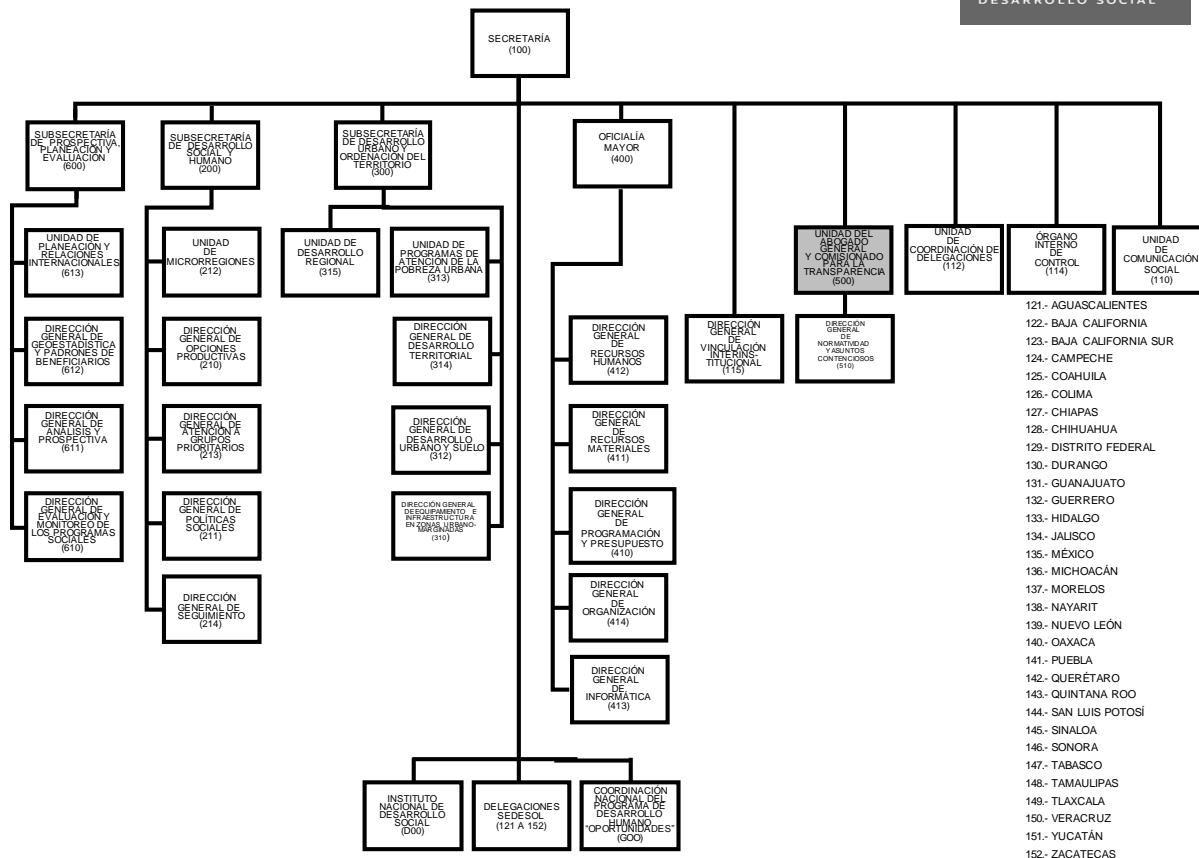 DESARROLLO SOCIAL
SECRETARÍA
(100)
SUBSECRETARÍA
DE PROSPECTIVA,
PLANEACIÓN Y
EVALUACIÓN
(600)
SUBSECRETARÍA
DE DESARROLLO
SOCIAL Y
HUMANO
(200)
SUBSECRETARÍA
DE DESARROLLO
URBANO Y
ORDENACIÓN DEL
TERRITORIO
(300)
OFICIALÍA
MAYOR
(400)
UNIDAD DE
PLANEACIÓN Y
RELACIONES
INTERNACIONALES
(613)
UNIDAD
DE
MICRORREGIONES
(212)
UNIDAD DE
DESARROLLO
REGIONAL
(315)
UNIDAD DE
PROGRAMAS DE
ATENCIÓN DE LA
POBREZA URBANA
(313)
UNIDAD DEL
ABOGADO
GENERAL
Y COMISIONADO
PARA LA
TRANSPARENCIA
(500)
UNIDAD
DE
COORDINACIÓN DE
DELEGACIONES
(112)
ÓRGANO
INTERNO
DE
CONTROL
(114)
UNIDAD
DE
COMUNICACIÓN
SOCIAL
(110)
DIRECCIÓN
GENERAL DE
GEOESTADÍSTICA
Y PADRONES DE
BENEFICIARIOS
(612)
DIRECCIÓN
GENERAL DE
OPCIONES
PRODUCTIVAS
(210)
DIRECCIÓN
GENERAL DE
DESARROLLO
TERRITORIAL
(314)
DIRECCIÓN
GENERAL
DE
RECURSOS
HUMANOS
(412)
DIRECCIÓN
GENERAL
DE
VINCULACIÓN
INTERINS-
TITUCIONAL
(115)
DIRECCIÓN
GENERAL
DE
NORMATIVIDAD
Y ASUNTOS
CONTENCIOSOS
(510)
DIRECCIÓN
GENERAL DE
ANÁLISIS Y
PROSPECTIVA
(611)
DIRECCIÓN
GENERAL DE
ATENCIÓN A
GRUPOS
PRIORITARIOS
(213)
DIRECCIÓN
GENERAL DE
DESARROLLO
URBANO Y SUELO
(312)
DIRECCIÓN
GENERAL
DE
RECURSOS
MATERIALES
(411)
DIRECCIÓN
GENERAL DE
EVALUACIÓN Y
MONITOREO DE
LOS PROGRAMAS
SOCIALES
(610)
DIRECCIÓN
GENERAL DE
POLÍTICAS
SOCIALES
(211)
DIRECCIÓN GENERAL
DE EQUIPAMIENTO E
INFRAESTRUCTURA
EN ZONAS URBANO-
MARGINADAS
(310)
DIRECCIÓN
GENERAL
DE
PROGRAMACIÓN
Y PRESUPUESTO
(410)
DIRECCIÓN
GENERAL DE
SEGUIMIENTO
(214)
DIRECCIÓN
GENERAL
DE
ORGANIZACIÓN
(414)
DIRECCIÓN
GENERAL
DE
INFORMÁTICA
(413)
INSTITUTO
NACIONAL DE
DESARROLLO
SOCIAL
(D00)
DELEGACIONES
SEDESOL
(121 A 152)
COORDINACIÓN
NACIONAL DEL
PROGRAMA DE
DESARROLLO
HUMANO
"OPORTUNIDADES"
(GOO)
121.- AGUASCALIENTES
122.- BAJA CALIFORNIA
123.- BAJA CALIFORNIA SUR
124.- CAMPECHE
125.- COAHUILA
126.- COLIMA
127.- CHIAPAS
128.- CHIHUAHUA
129.- DISTRITO FEDERAL
130.- DURANGO
131.- GUANAJUATO
132.- GUERRERO
133.- HIDALGO
134.- JALISCO
135.- MÉXICO
136.- MICHOACÁN
137.- MORELOS
138.- NAYARIT
139.- NUEVO LEÓN
140.- OAXACA
141.- PUEBLA
142.- QUERÉTARO
143.- QUINTANA ROO
144.- SAN LUIS POTOSÍ
145.- SINALOA
146.- SONORA
147.- TABASCO
148.- TAMAULIPAS
149.- TLAXCALA
150.- VERACRUZ
151.- YUCATÁN
152.- ZACATECAS